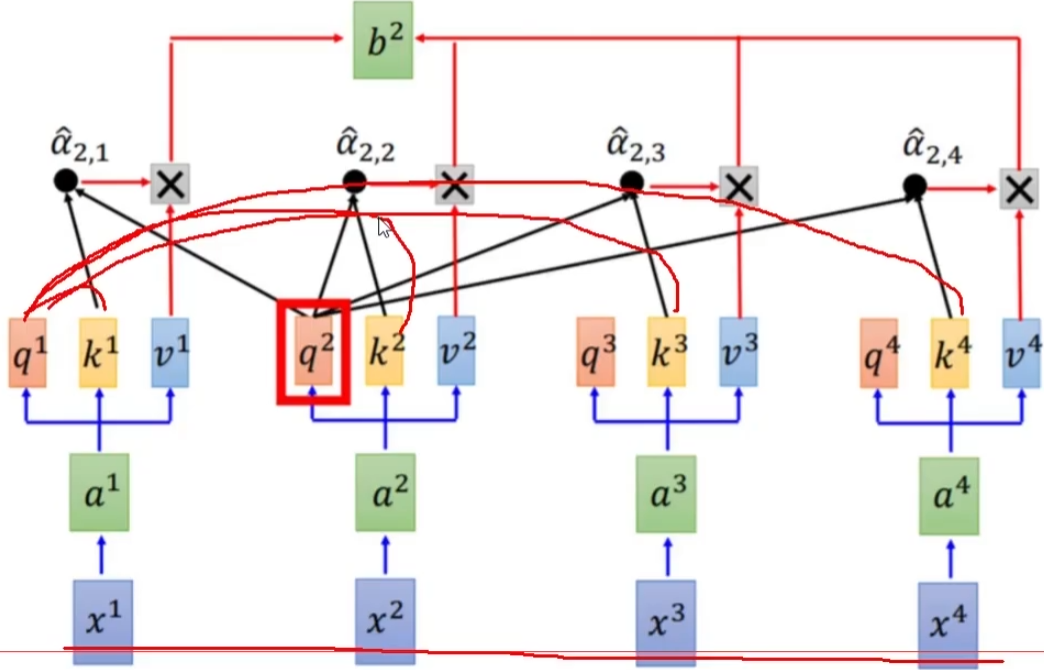 b²
α̂₂,₁ α̂₂,₂ α̂₂,₃ α̂₂,₄
q¹ k¹ v¹ q² k² v² q³ k³ v³ q⁴ k⁴ v⁴
a¹ a² a³ a⁴
x¹ x² x³ x⁴